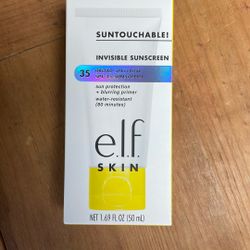 SUNTOUCHABLE!
INVISIBLE SUNSCREEN
35
sun protection
+ blurring primer
water-resistant
(80 minutes)
e.l.f.
SKIN
NET 1.69 FL OZ (50 mL)